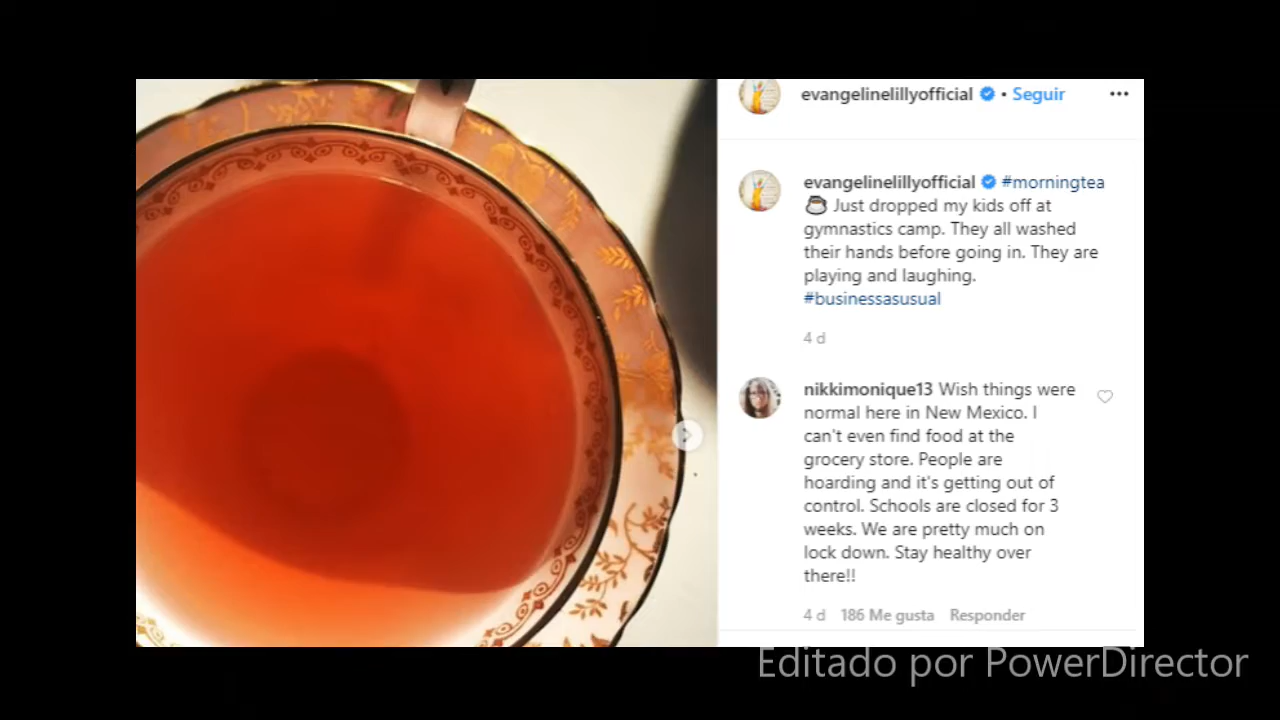 evangelinelillyofficial • Seguir •••
evangelinelillyofficial #morningtea
☕ Just dropped my kids off at
gymnastics camp. They all washed
their hands before going in. They are
playing and laughing.
#businessasusual
4 d
nikkimonique13 Wish things were
normal here in New Mexico. I
can't even find food at the
grocery store. People are
hoarding and it's getting out of
control. Schools are closed for 3
weeks. We are pretty much on
lock down. Stay healthy over
there!!
4 d 186 Me gusta Responder
Editado por PowerDirector